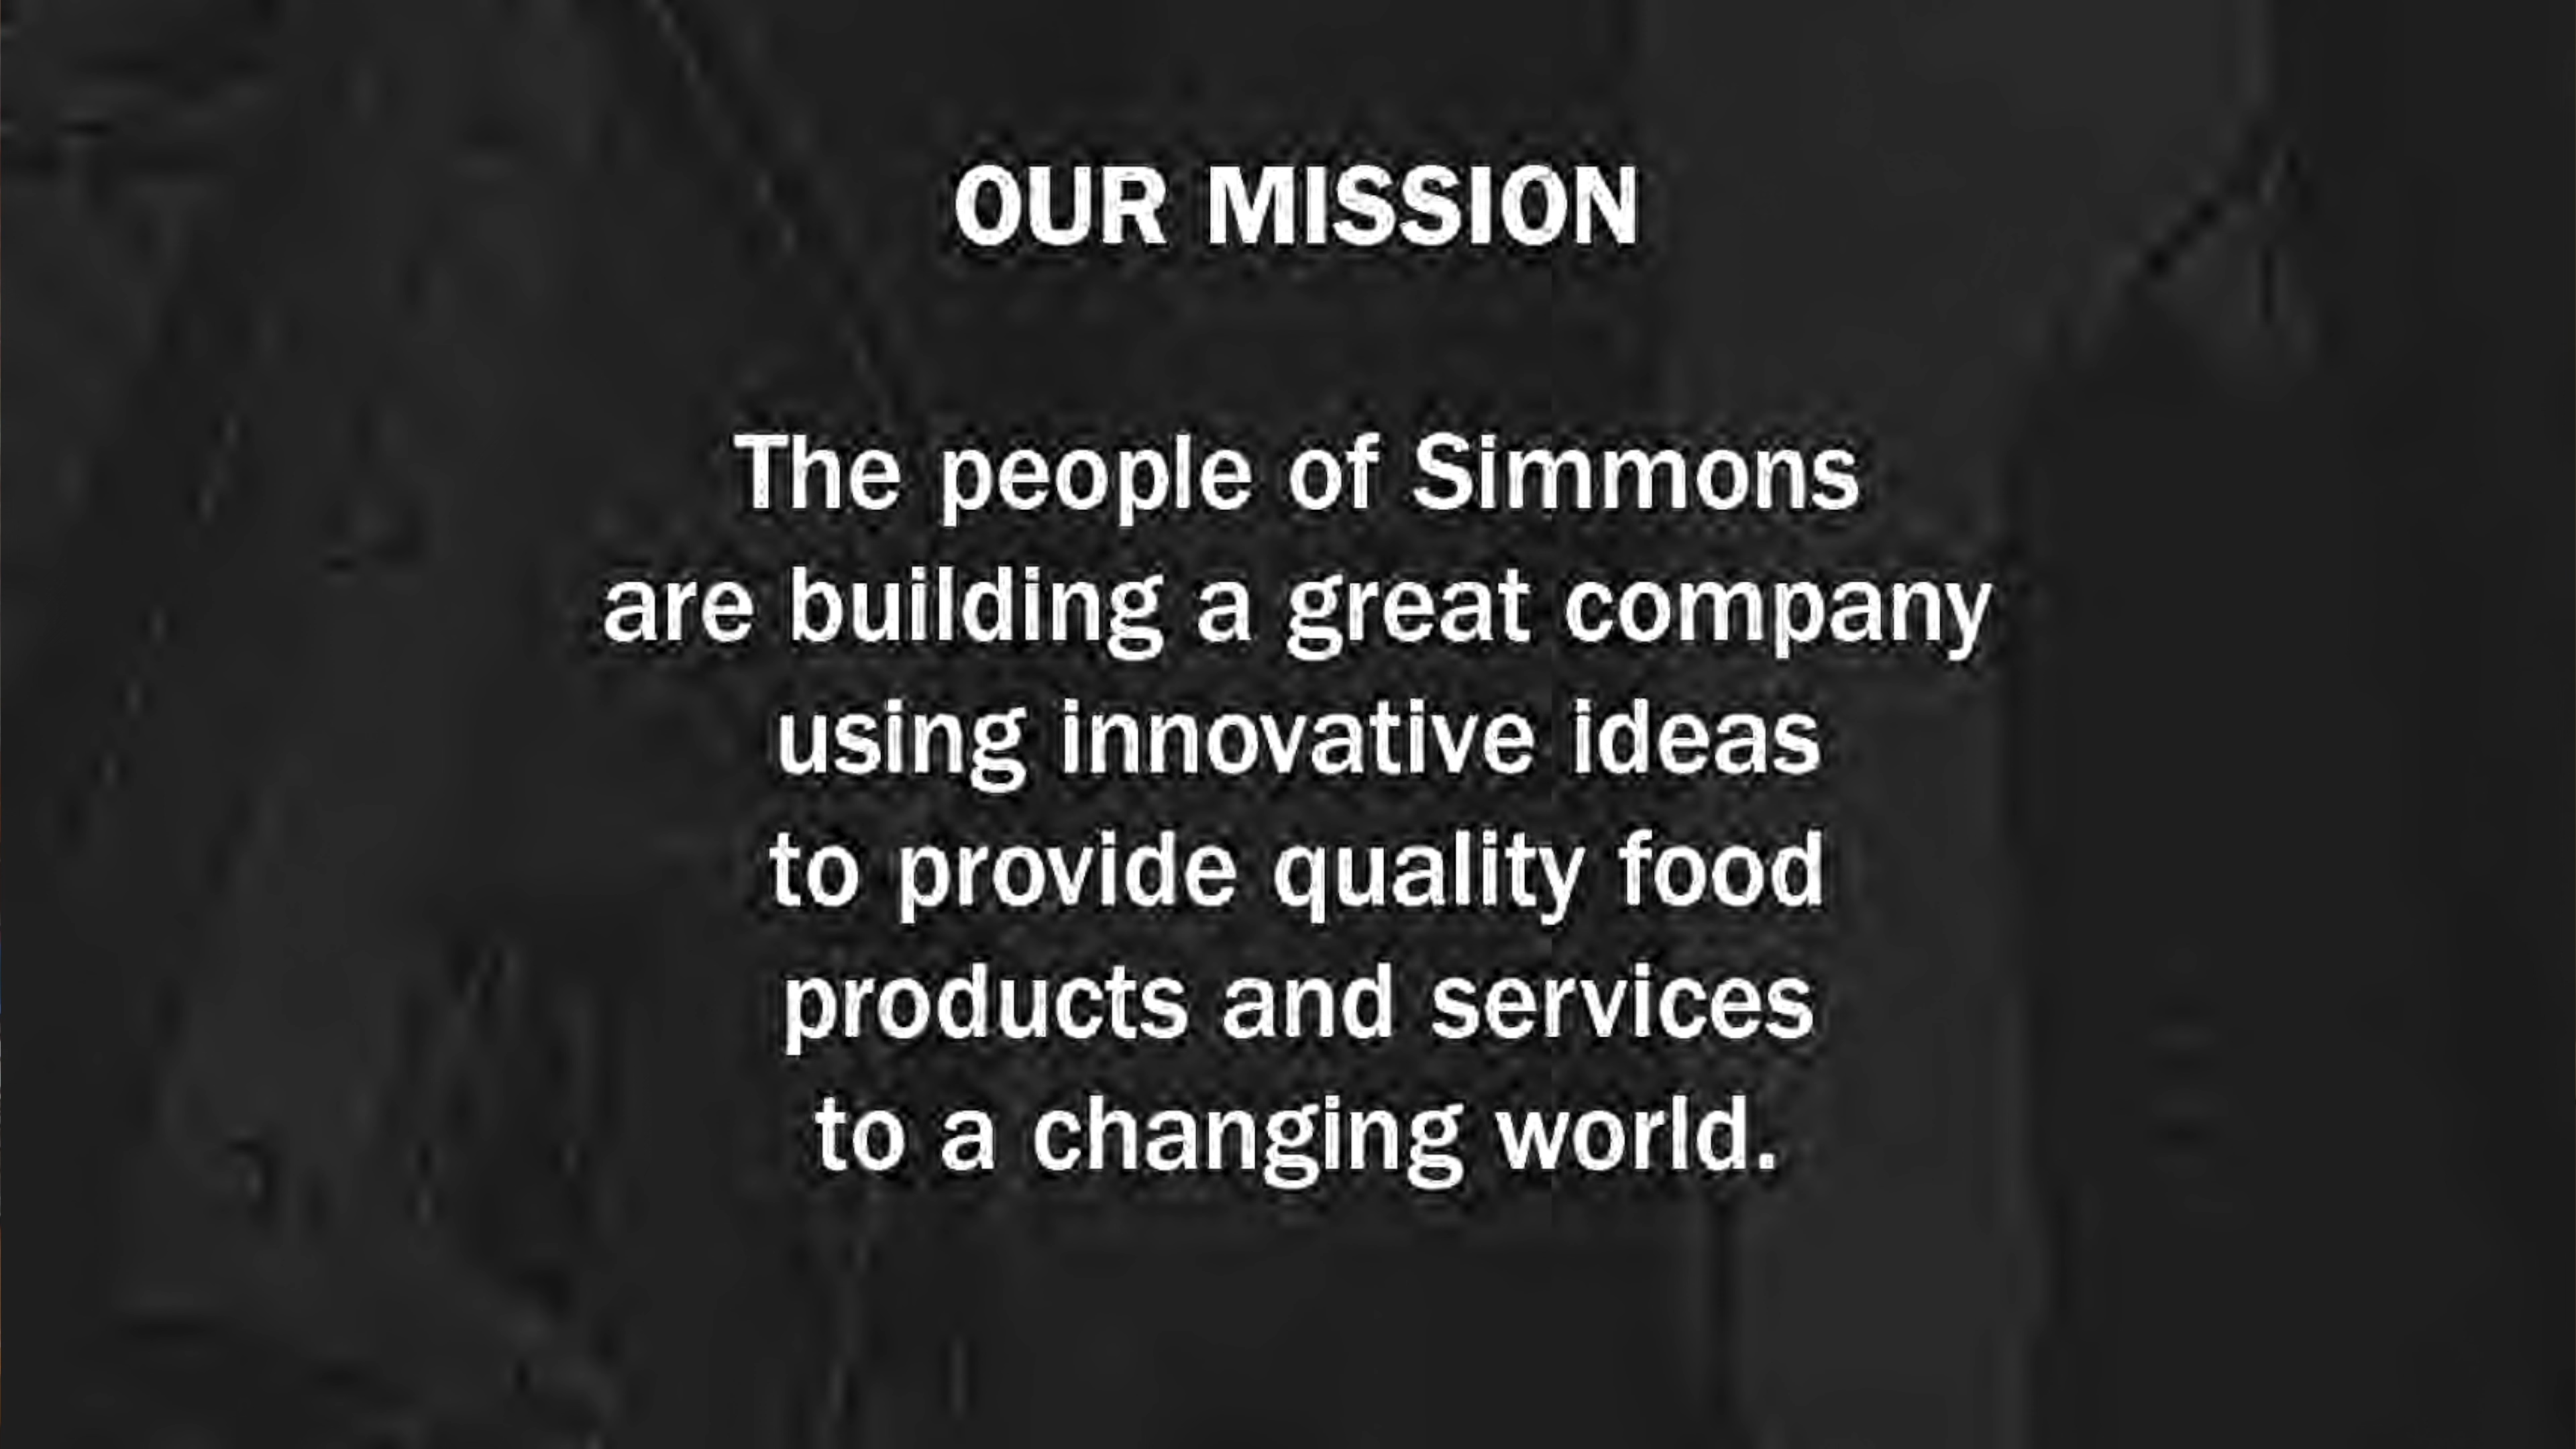 OUR MISSION
The people of Simmons
are building a great company
using innovative ideas
to provide quality food
products and services
to a changing world.